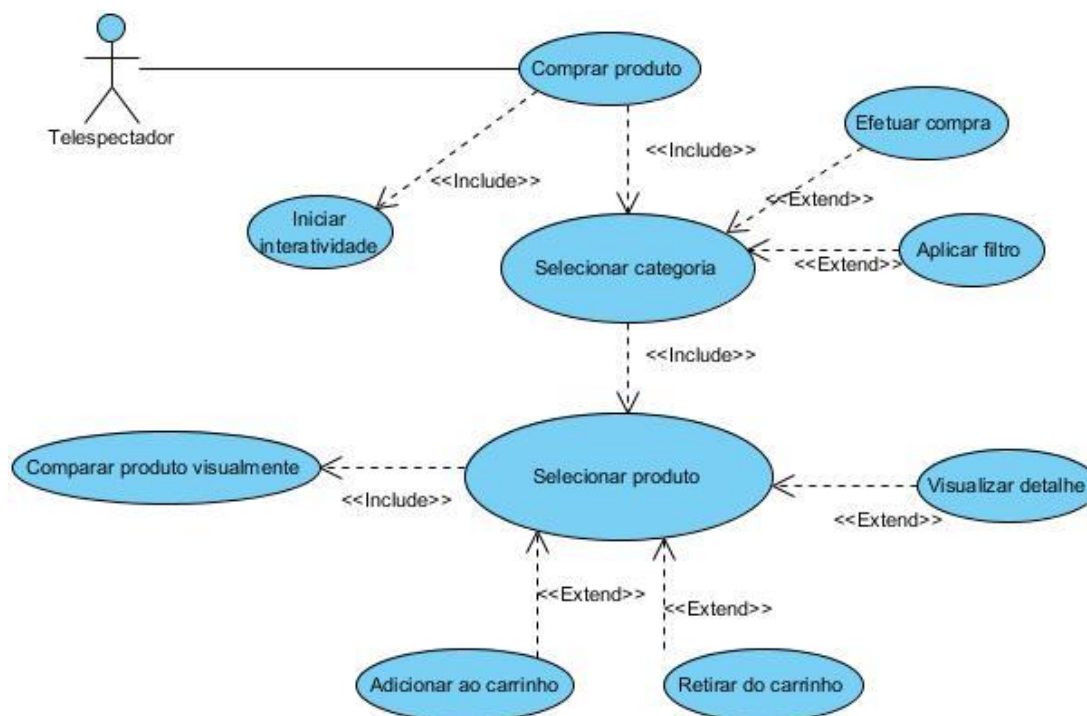 Comprar produto
Telespectador
Efetuar compra
<<Include>>
<<Include>>
<<Extend>>
Iniciar
interatividade
Selecionar categoria
Aplicar filtro
<<Extend>>
<<Include>>
Comparar produto visualmente
Selecionar produto
Visualizar detalhe
<<Include>>
<<Extend>>
<<Extend>>
<<Extend>>
Adicionar ao carrinho
Retirar do carrinho